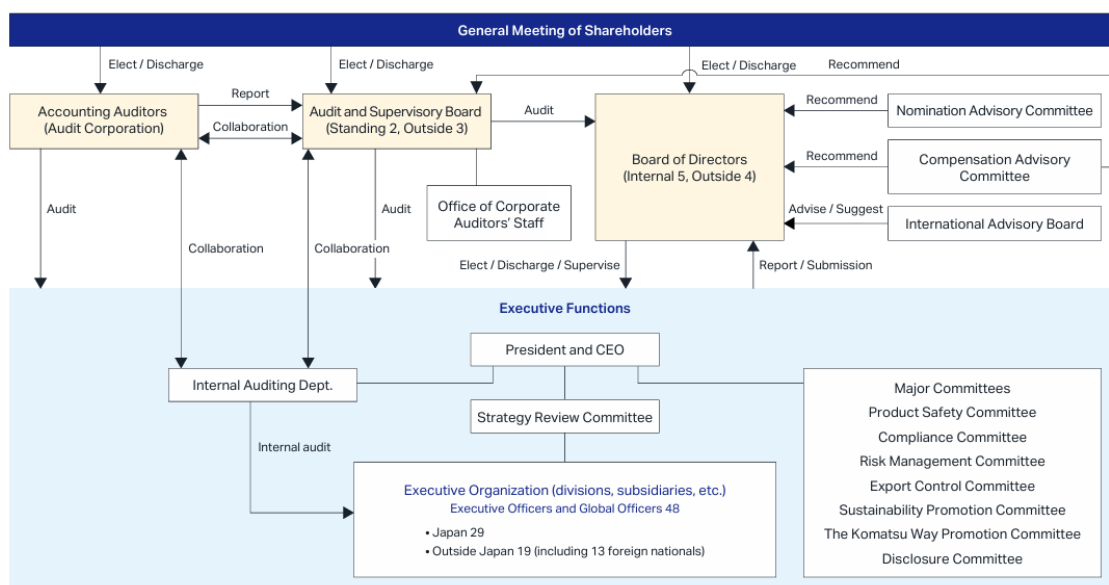 General Meeting of Shareholders
Elect / Discharge
Elect / Discharge
Elect / Discharge
Recommend
Accounting Auditors
(Audit Corporation)
Report
Collaboration
Audit and Supervisory Board
(Standing 2, Outside 3)
Audit
Board of Directors
(Internal 5, Outside 4)
Recommend
Nomination Advisory Committee
Recommend
Compensation Advisory
Committee
Advise / Suggest
International Advisory Board
Office of Corporate
Auditors' Staff
Audit
Collaboration
Audit
Collaboration
Elect / Discharge / Supervise
Report / Submission
Executive Functions
President and CEO
Internal Auditing Dept.
Strategy Review Committee
Internal audit
Executive Organization (divisions, subsidiaries, etc.)
Executive Officers and Global Officers 48
• Japan 29
• Outside Japan 19 (including 13 foreign nationals)
Major Committees
Product Safety Committee
Compliance Committee
Risk Management Committee
Export Control Committee
Sustainability Promotion Committee
The Komatsu Way Promotion Committee
Disclosure Committee